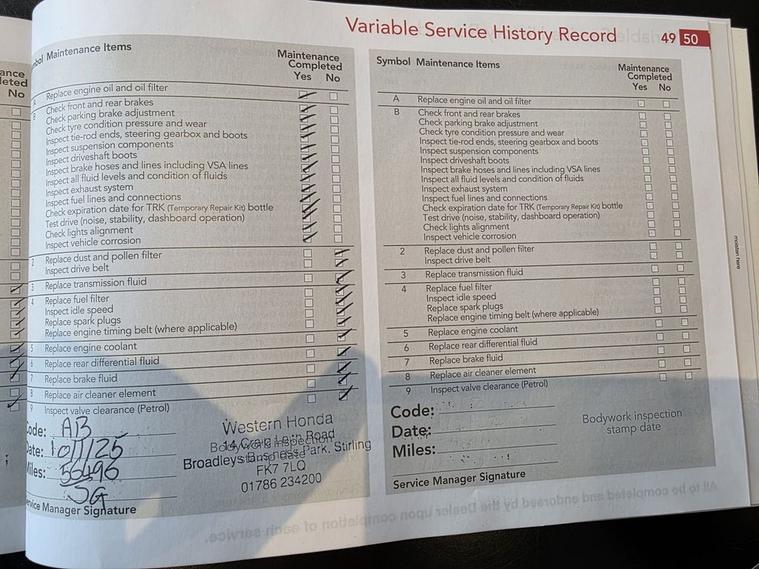 Variable Service History Record 49 50
ance
leted
No
Symbol Maintenance Items
Maintenance
Completed
Yes No
A Replace engine oil and oil filter
B Check front and rear brakes
Check parking brake adjustment
Check tyre condition pressure and wear
Inspect tie-rod ends, steering gearbox and boots
Inspect suspension components
Inspect driveshaft boots
Inspect brake hoses and lines including VSA lines
Inspect all fluid levels and condition of fluids
Inspect exhaust system
Inspect fuel lines and connections
Check expiration date for TRK (Temporary Repair Kit) bottle
Test drive (noise, stability, dashboard operation)
Check lights alignment
Inspect vehicle corrosion
2 Replace dust and pollen filter
Inspect drive belt
3 Replace transmission fluid
4 Replace fuel filter
Inspect idle speed
Replace spark plugs
Replace engine timing belt (where applicable)
5 Replace engine coolant
6 Replace rear differential fluid
7 Replace brake fluid
8 Replace air cleaner element
9 Inspect valve clearance (Petrol)
Code: AB
Date: 10/1/25
Miles: 56496
SG
Service Manager Signature
Western Honda
14 Craig Leith Road
Broadleys Business Park, Stirling
FK7 7LQ
01786 234200
Bodywork inspection
stamp date
Symbol Maintenance Items
Maintenance
Completed
Yes No
A Replace engine oil and oil filter
B Check front and rear brakes
Check parking brake adjustment
Check tyre condition pressure and wear
Inspect tie-rod ends, steering gearbox and boots
Inspect suspension components
Inspect driveshaft boots
Inspect brake hoses and lines including VSA lines
Inspect all fluid levels and condition of fluids
Inspect exhaust system
Inspect fuel lines and connections
Check expiration date for TRK (Temporary Repair Kit) bottle
Test drive (noise, stability, dashboard operation)
Check lights alignment
Inspect vehicle corrosion
2 Replace dust and pollen filter
Inspect drive belt
3 Replace transmission fluid
4 Replace fuel filter
Inspect idle speed
Replace spark plugs
Replace engine timing belt (where applicable)
5 Replace engine coolant
6 Replace rear differential fluid
7 Replace brake fluid
8 Replace air cleaner element
9 Inspect valve clearance (Petrol)
Code:
Date:
Miles:
Bodywork inspection
stamp date
Service Manager Signature